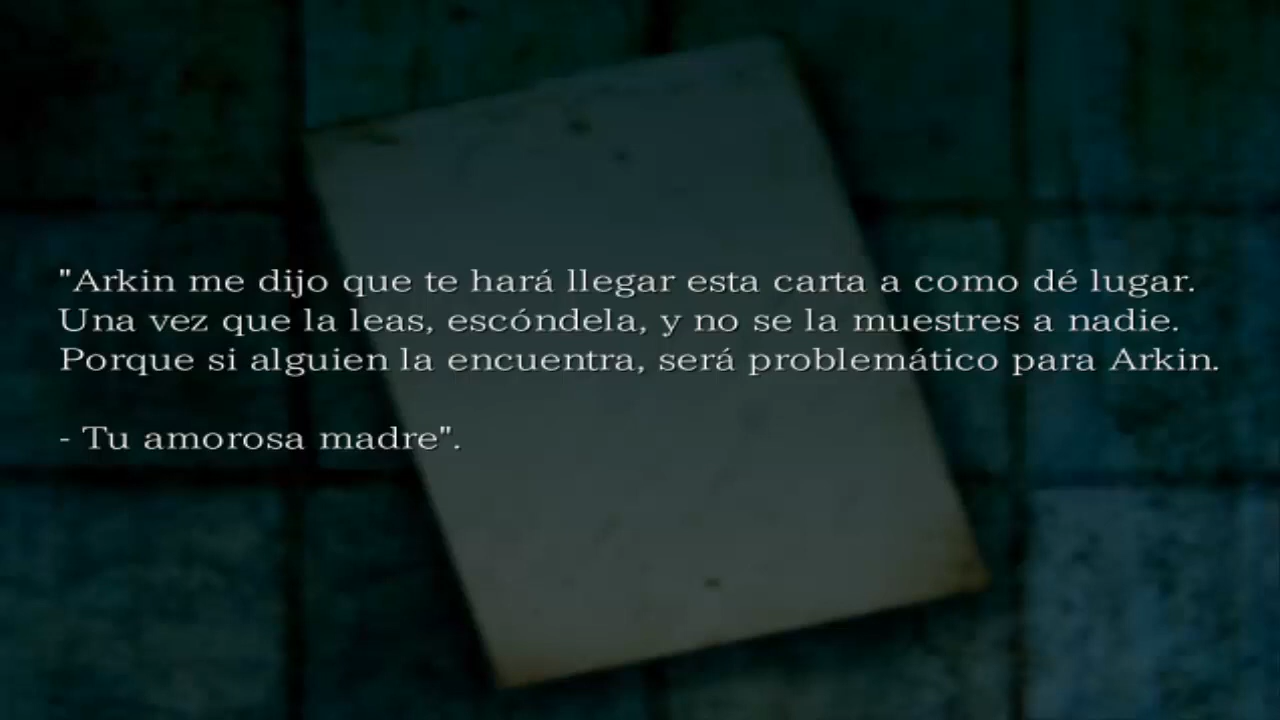 "Arkin me dijo que te hará llegar esta carta a como dé lugar.
Una vez que la leas, escóndela, y no se la muestres a nadie.
Porque si alguien la encuentra, será problemático para Arkin.
- Tu amorosa madre".